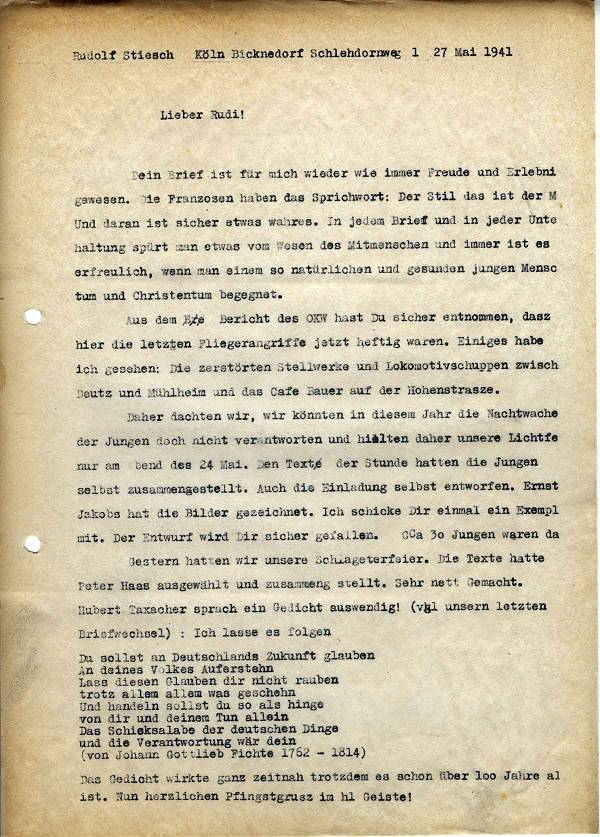 Rudolf Stiesch Köln Bicknedorf Schlehdornweg 1 27 Mai 1941
Lieber Rudi!
Dein Brief ist für mich wieder wie immer Freude und Erlebni
gewesen. Die Franzosen haben das Sprichwort: Der Stil das ist der M
Und daran ist sicher etwas wahres. In jedem Brief und in jeder Unte
haltung spürt man etwas vom Wesen des Mitmenschen und immer ist es
erfreulich, wenn man einem so natürlichen und gesunden jungen Mensc
tum und Christentum begegnet.
Aus dem Bericht des OKW hast Du sicher entnommen, dasz
hier die letzten Fliegerangriffe jetzt heftig waren. Einiges habe
ich gesehen: Die zerstörten Stellwerke und Lokomotivschuppen zwisch
Deutz und Mühlheim und das Cafe Bauer auf der Hohenstrasze.
Daher dachten wir, wir könnten in diesem Jahr die Nachtwache
der Jungen doch nicht verantworten und hielten daher unsere Lichtfe
nur am bend des 24 Mai. Den Text der Stunde hatten die Jungen
selbst zusammengestellt. Auch die Einladung selbst entworfen. Ernst
Jakobs hat die Bilder gezeichnet. Ich schicke Dir einmal ein Exempl
mit. Der Entwurf wird Dir sicher gefallen. CCa 3o Jungen waren da
Gestern hatten wir unsere Schlageterfeier. Die Texte hatte
Peter Haas ausgewählt und zusammeng stellt. Sehr nett Gemacht.
Hubert Taxacher sprach ein Gedicht auswendig! (vgl unsern letzten
Briefwechsel) : Ich lasse es folgen
Du sollst an Deutschlands Zukunft glauben
An deines Volkes Auferstehn
Lass diesen Glauben dir nicht rauben
trotz allem allem was geschehn
Und handeln sollst du so als hinge
von dir und deinem Tun allein
Das Schicksalabe der deutschen Dinge
und die Verantwortung wär dein
(von Johann Gottlieb Fichte 1762 - 1814)
Das Gedicht wirkte ganz zeitnah trotzdem es schon über loo Jahre al
ist. Nun herzlichen Pfingstgrusz im hl Geiste!